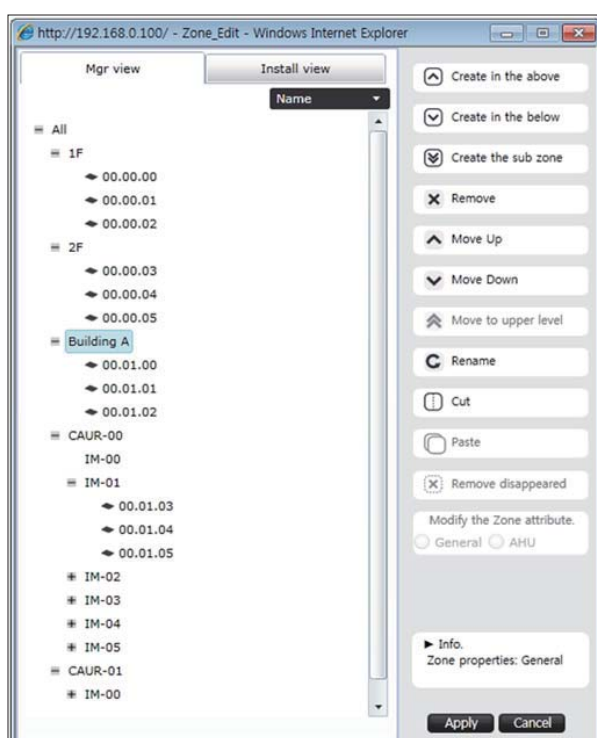 http://192.168.0.100/ - Zone_Edit - Windows Internet Explorer
Mgr view
Install view
Name
All
1F
00.00.00
00.00.01
00.00.02
2F
00.00.03
00.00.04
00.00.05
Building A
00.01.00
00.01.01
00.01.02
CAUR-00
IM-00
IM-01
00.01.03
00.01.04
00.01.05
IM-02
IM-03
IM-04
IM-05
CAUR-01
IM-00
Create in the above
Create in the below
Create the sub zone
Remove
Move Up
Move Down
Move to upper level
Rename
Cut
Paste
Remove disappeared
Modify the Zone attribute.
General AHU
Info.
Zone properties: General
Apply Cancel